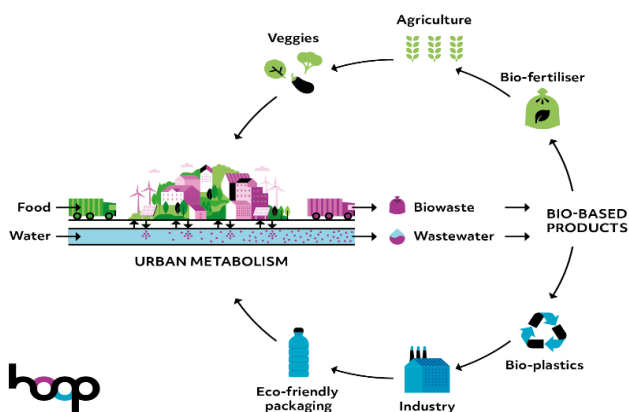 Agriculture
Veggies
Bio-fertiliser
Food
Biowaste
BIO-BASED
PRODUCTS
Water
Wastewater
URBAN METABOLISM
Bio-plastics
Eco-friendly
packaging
Industry
hoop